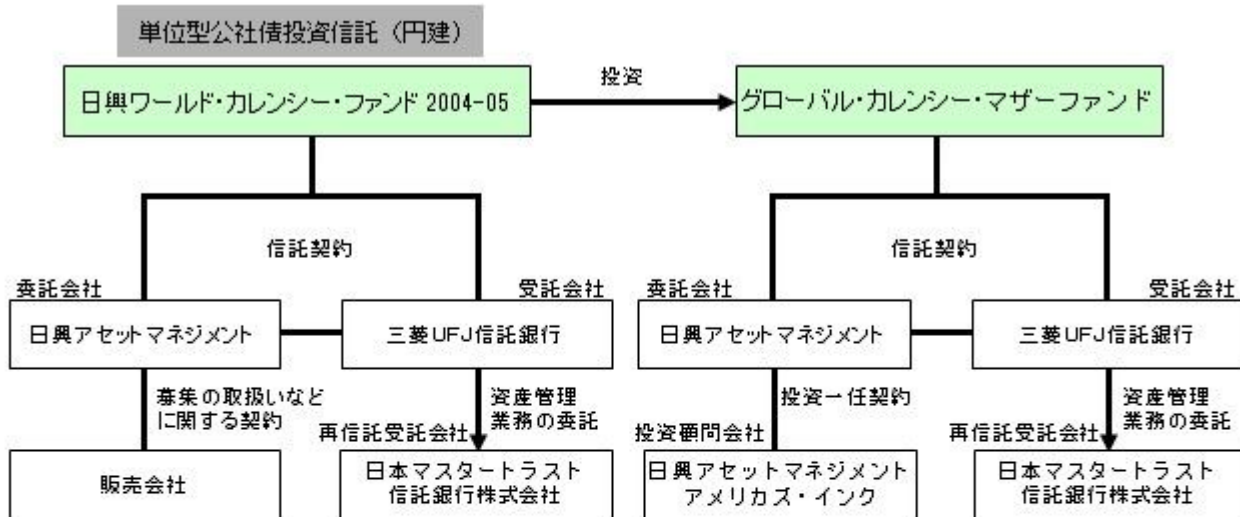 単位型公社債投資信託（円建）
日興ワールド・カレンシー・ファンド 2004-05
投資
グローバル・カレンシー・マザーファンド
信託契約
信託契約
委託会社
受託会社
委託会社
受託会社
日興アセットマネジメント
三菱UFJ信託銀行
日興アセットマネジメント
三菱UFJ信託銀行
募集の取扱いなど
に関する契約
資産管理
業務の委託
投資一任契約
資産管理
業務の委託
再信託受託会社
投資顧問会社
再信託受託会社
販売会社
日本マスタートラスト
信託銀行株式会社
日興アセットマネジメント
アメリカズ・インク
日本マスタートラスト
信託銀行株式会社